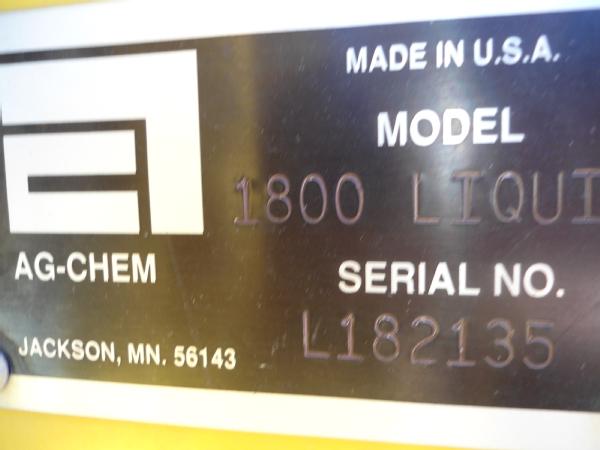 MADE IN U.S.A.
MODEL
1800 LIQUI
AG-CHEM
SERIAL NO.
L182135
JACKSON, MN. 56143